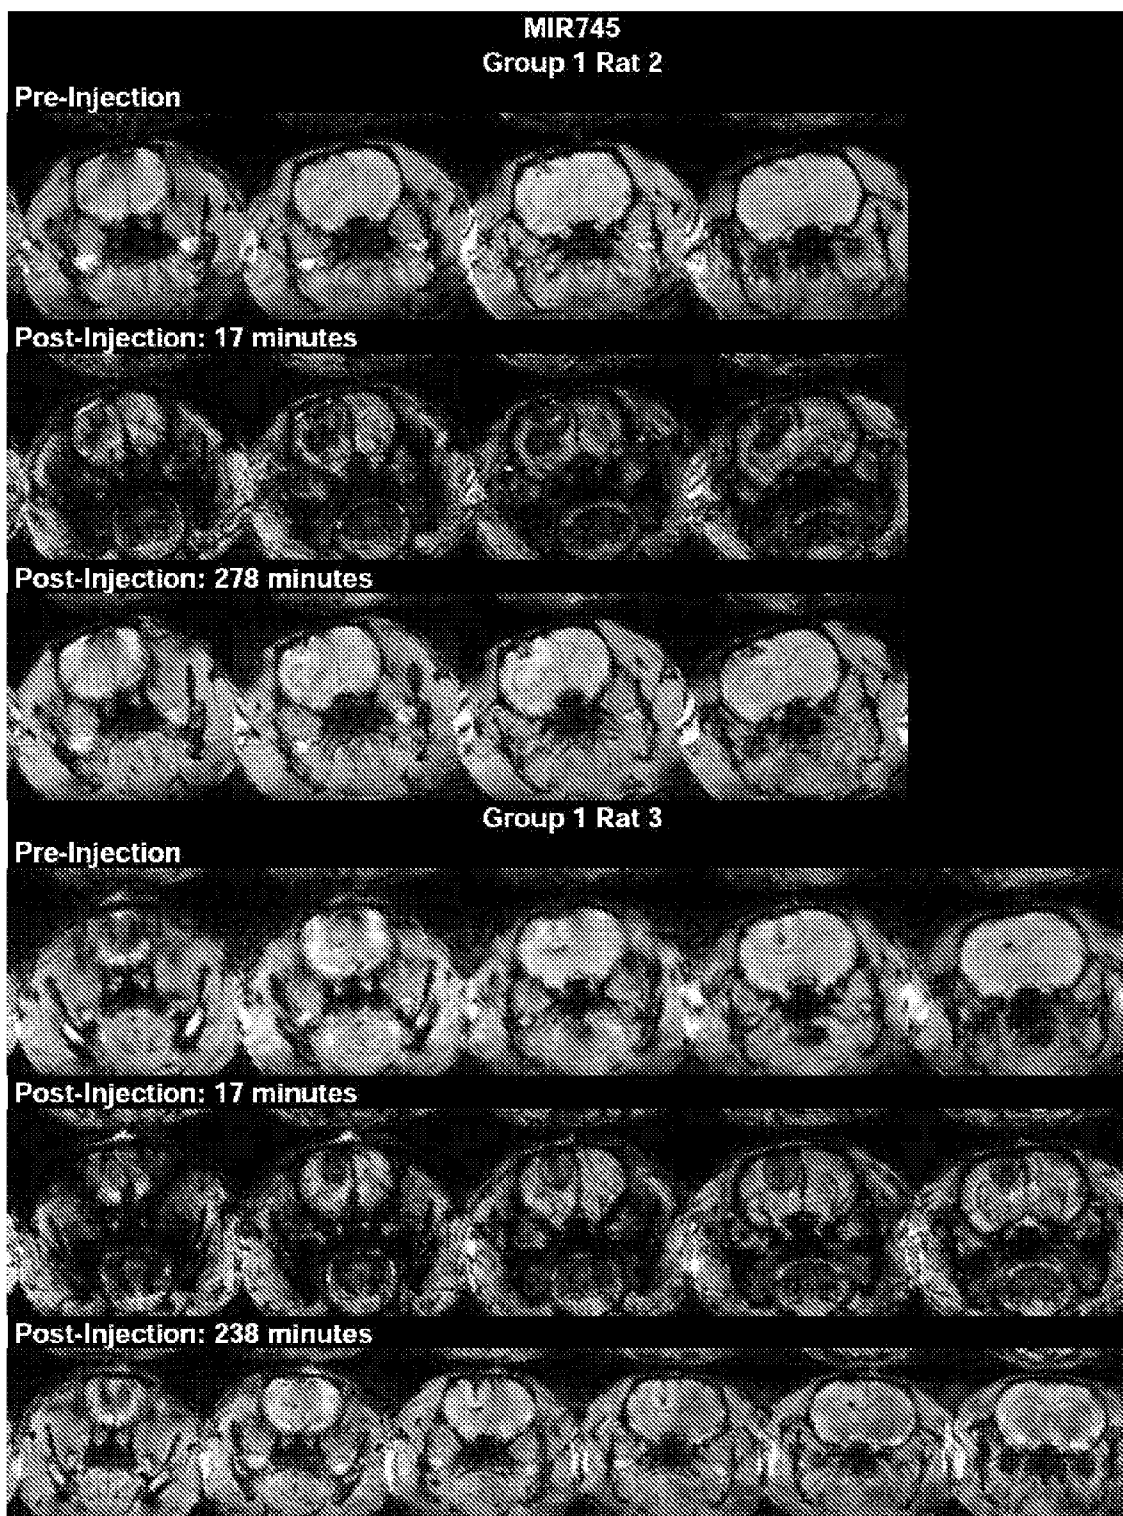 MIR745
Group 1 Rat 2
Pre-Injection
Post-Injection: 17 minutes
Post-Injection: 278 minutes
Group 1 Rat 3
Pre-Injection
Post-Injection: 17 minutes
Post-Injection: 238 minutes